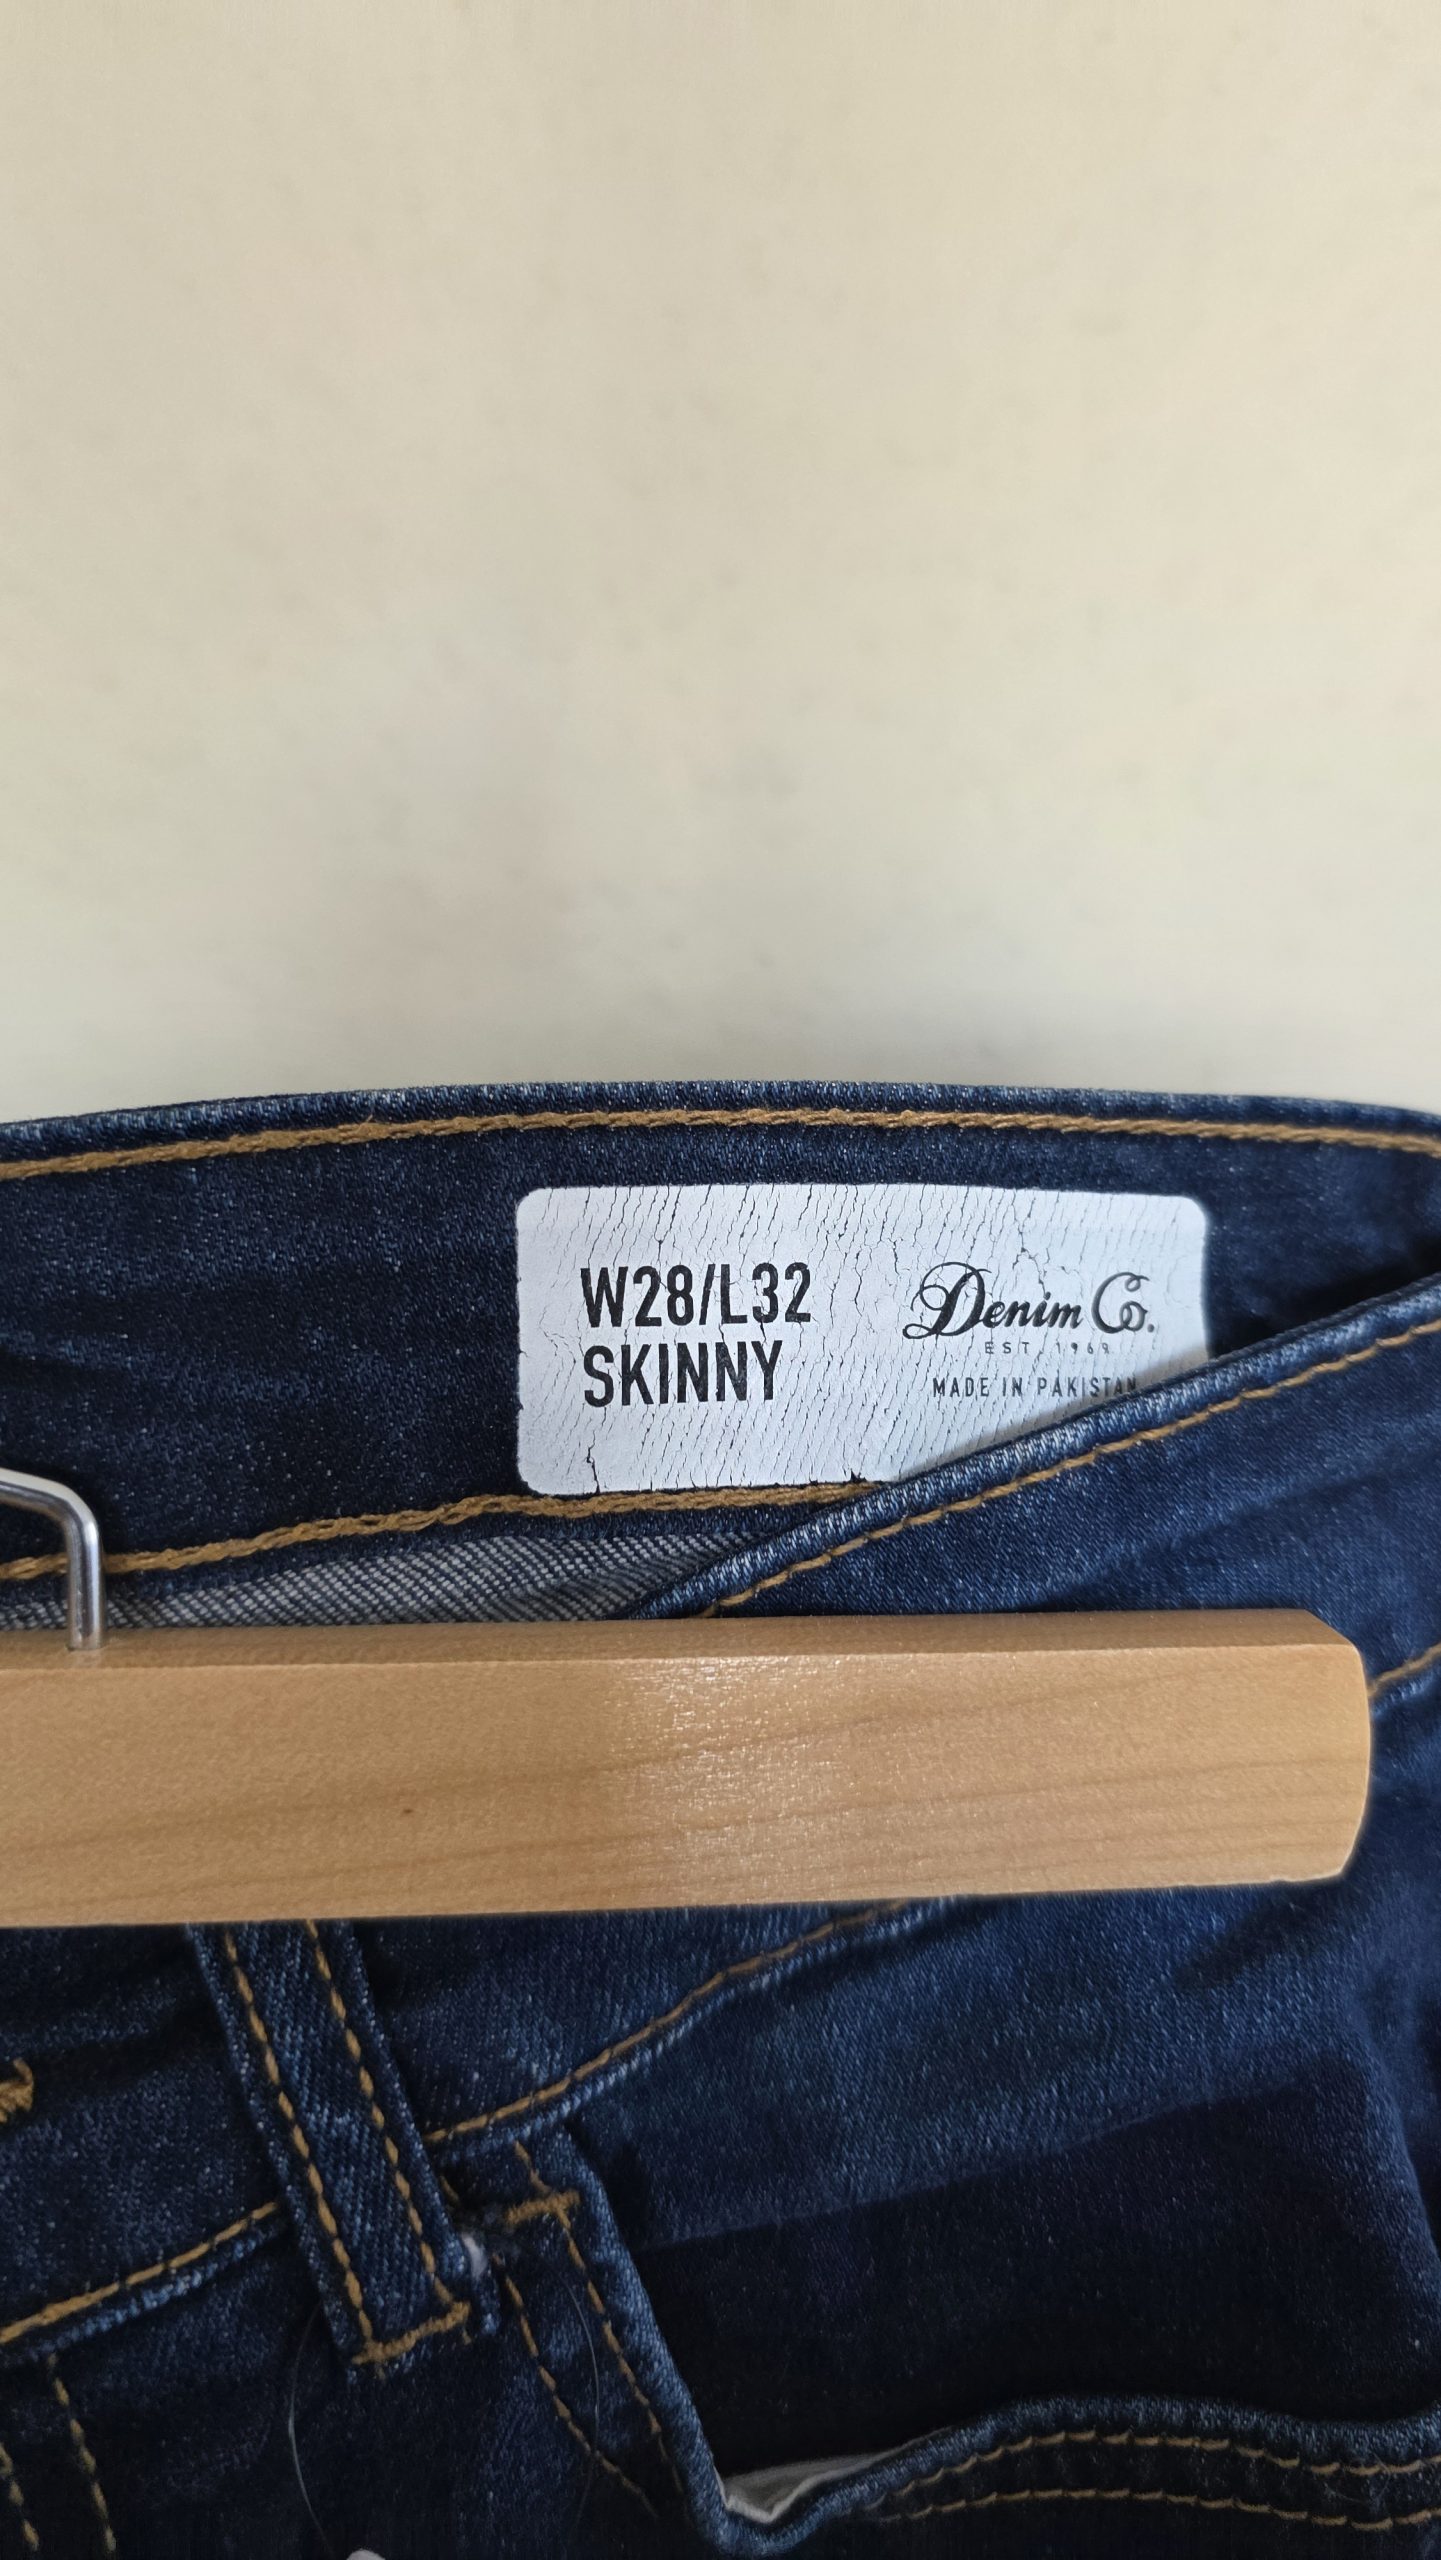 W28/L32
SKINNY
Denim Co.
EST. 1969
MADE IN PAKISTAN